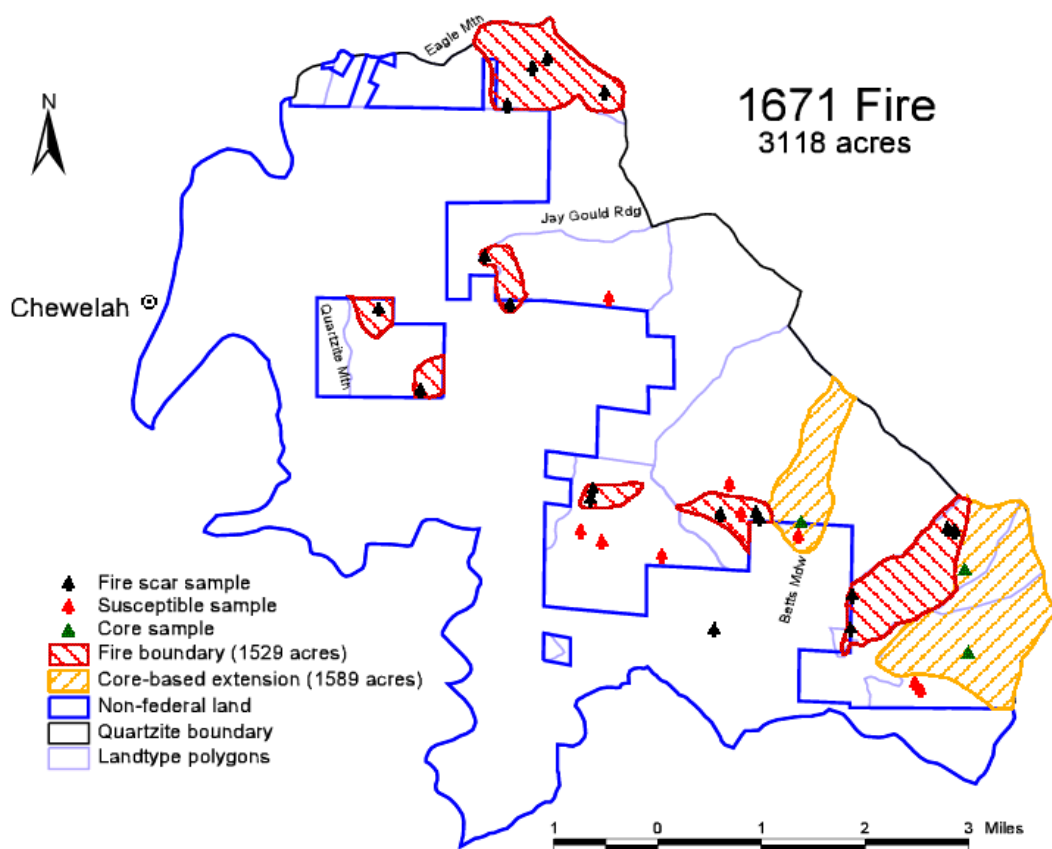 Eagle Mtn
N
1671 Fire
3118 acres
Jay Gould Rdg
Chewelah
Quartzite Mth
Betts Mdw
Fire scar sample
Susceptible sample
Core sample
Fire boundary (1529 acres)
Core-based extension (1589 acres)
Non-federal land
Quartzite boundary
Landtype polygons
1 0 1 2 3 Miles